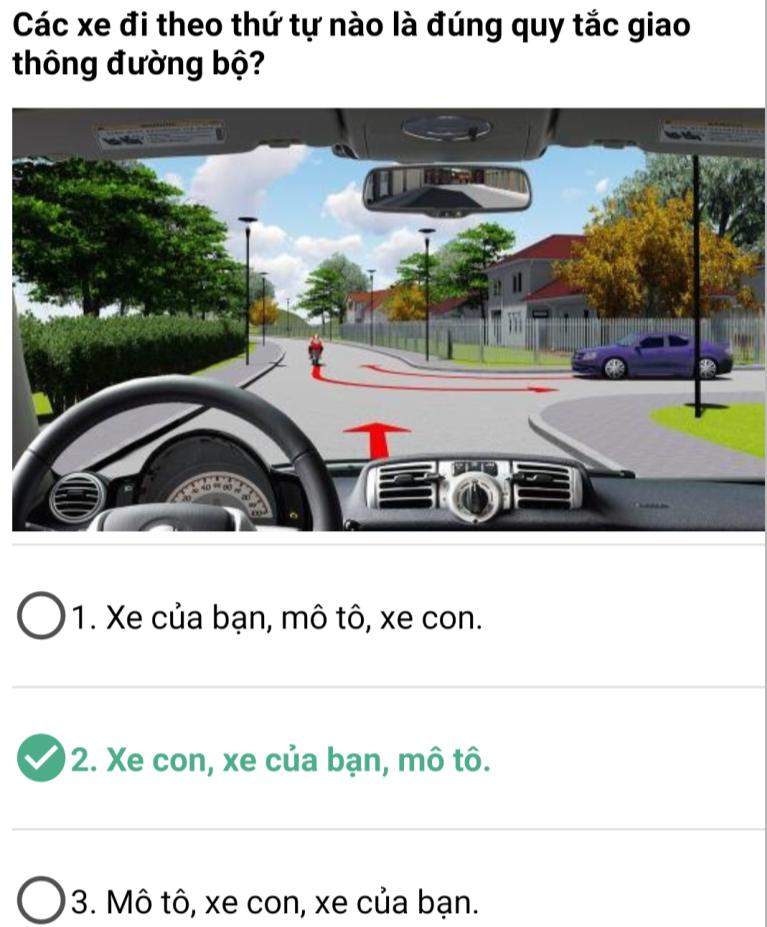 Các xe đi theo thứ tự nào là đúng quy tắc giao
thông đường bộ?
1. Xe của bạn, mô tô, xe con.
2. Xe con, xe của bạn, mô tô.
3. Mô tô, xe con, xe của bạn.